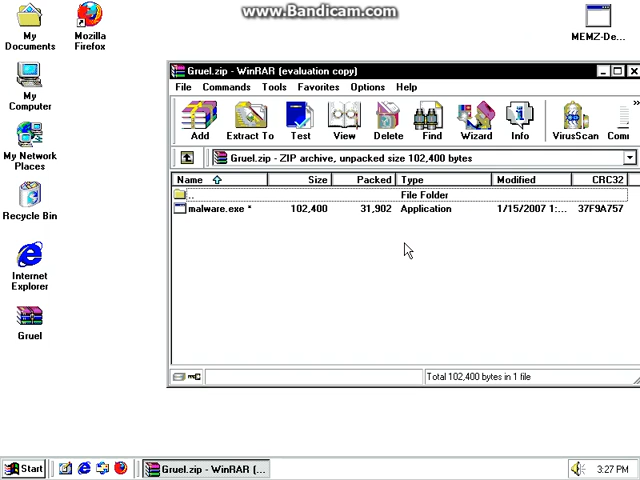 www.Bandicam.com
My
Documents
Mozilla
Firefox
MEMZ-De...
My
Computer
My Network
Places
Recycle Bin
Internet
Explorer
Gruel
Gruel.zip - WinRAR (evaluation copy)
File Commands Tools Favorites Options Help
Add Extract To Test View Delete Find Wizard Info VirusScan Com
Gruel.zip - ZIP archive, unpacked size 102,400 bytes
Name Size Packed Type Modified CRC32
.. File Folder
malware.exe * 102,400 31,902 Application 1/15/2007 1:... 37F9A757
Total 102,400 bytes in 1 file
Start Gruel.zip - WinRAR (... 3:27 PM